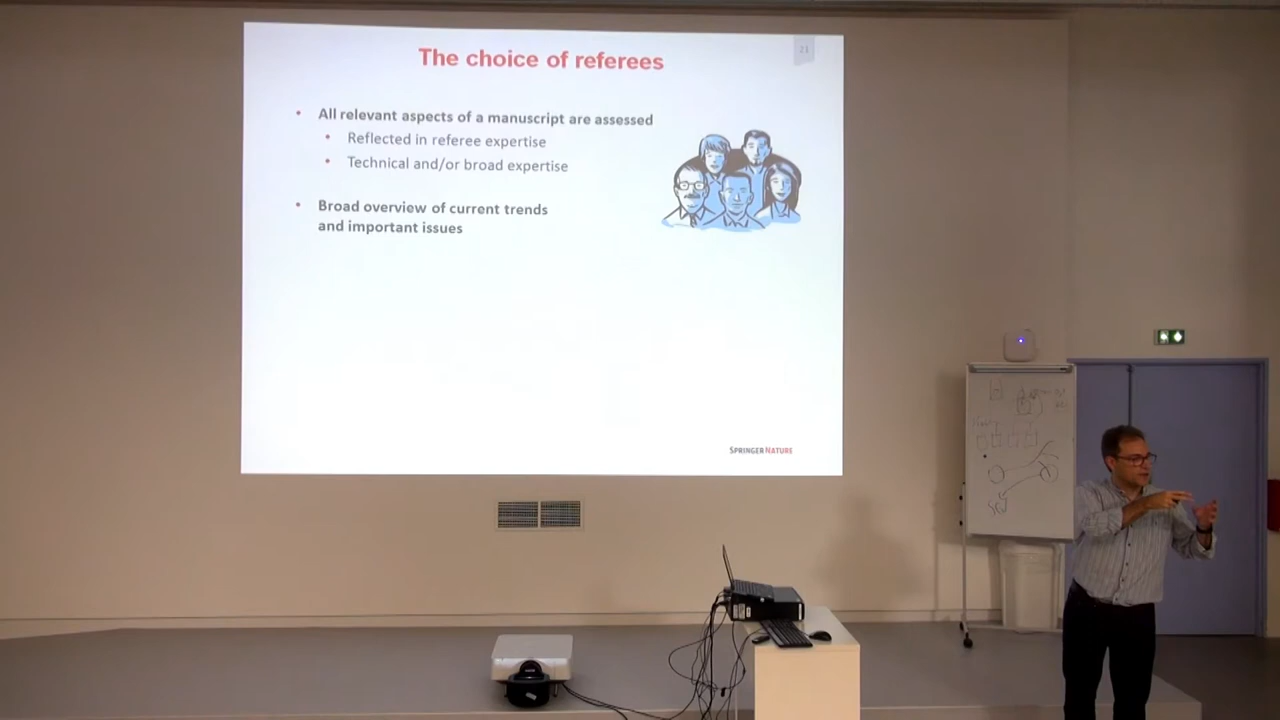 The choice of referees
21
• All relevant aspects of a manuscript are assessed
• Reflected in referee expertise
• Technical and/or broad expertise
• Broad overview of current trends
and important issues
SPRINGER NATURE